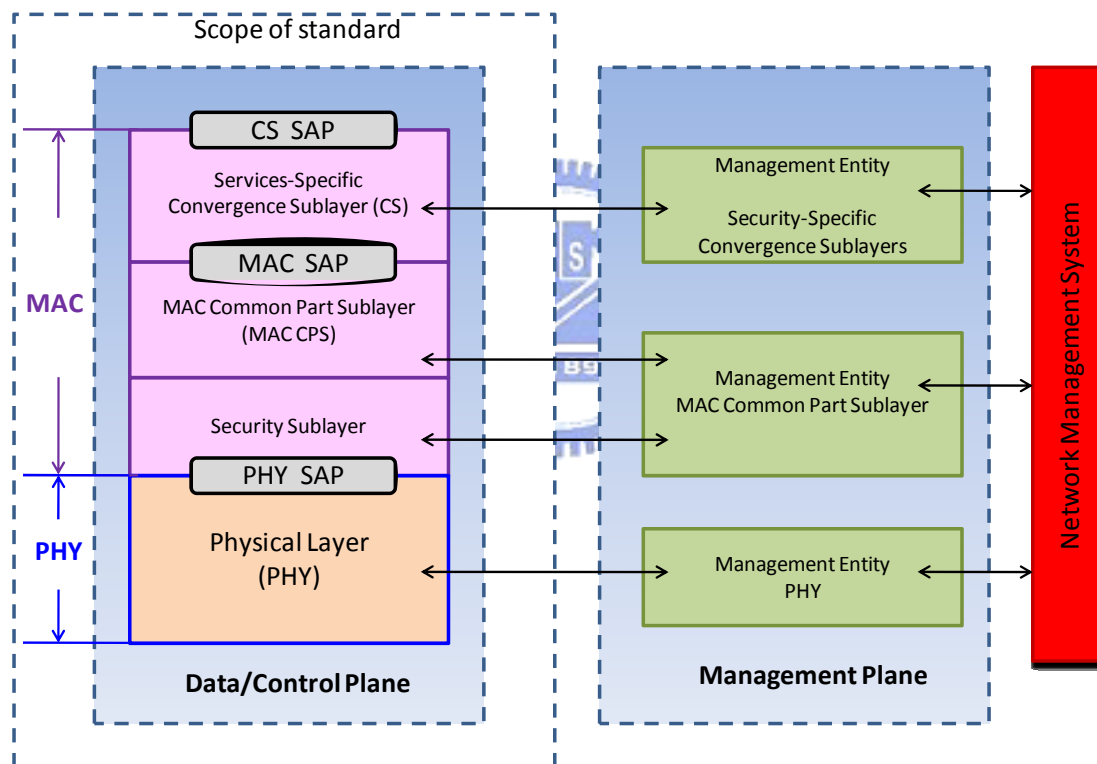 Scope of standard
CS SAP
Services-Specific
Convergence Sublayer (CS)
MAC SAP
MAC
MAC Common Part Sublayer
(MAC CPS)
Security Sublayer
PHY SAP
PHY
Physical Layer
(PHY)
Data/Control Plane
S
89
Management Entity
Security-Specific
Convergence Sublayers
Management Entity
MAC Common Part Sublayer
Management Entity
PHY
Management Plane
Network Management System